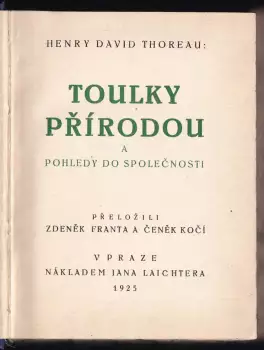 HENRY DAVID THOREAU:
TOULKY
PŘÍRODOU
A
POHLEDY DO SPOLEČNOSTI
PŘELOŽILI
ZDENĚK FRANTA A ČENĚK KOČÍ
V PRAZE
NÁKLADEM JANA LAICHTERA
1925